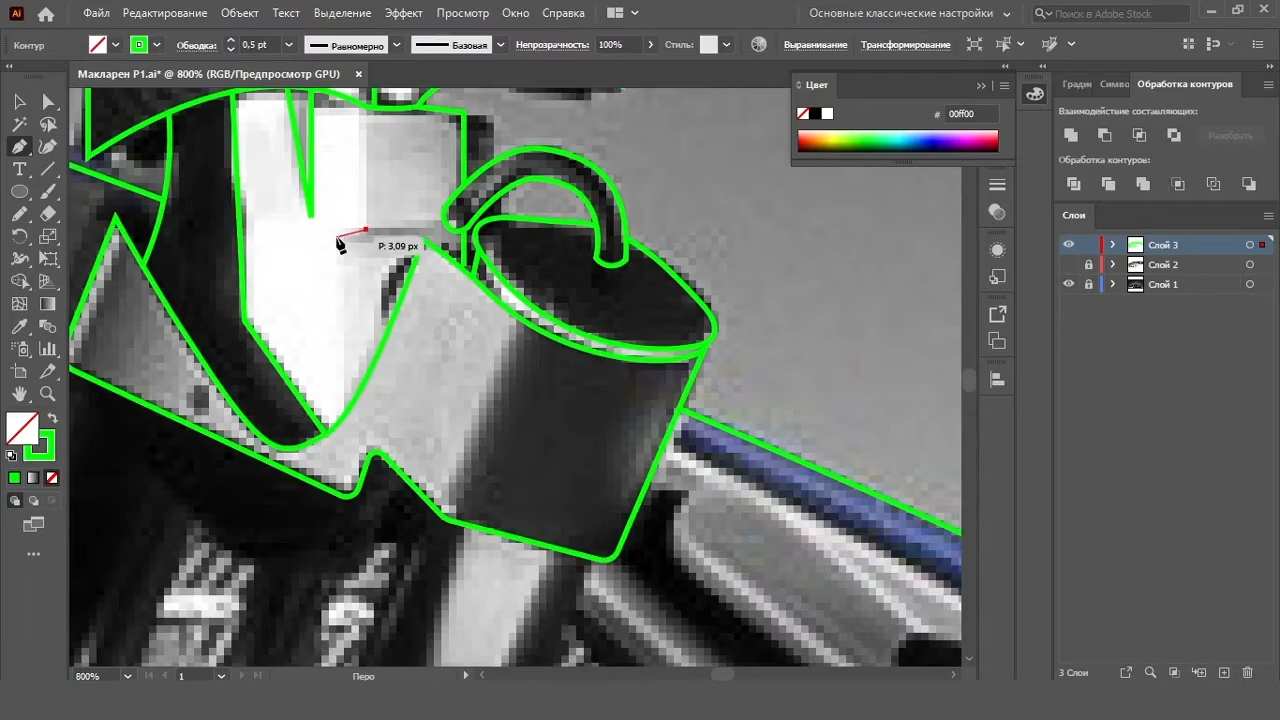 Ai Файл Редактирование Объект Текст Выделение Эффект Просмотр Окно Справка Основные классические настройки Поиск в Adobe Stock
Контур Обводка: 0,5 pt Равномерно Базовая Непрозрачность: 100% Стиль: Выравнивание Трансформирование
Макларен P1.ai* @ 800% (RGB/Предпросмотр GPU) ×
Цвет
# 00ff00
Гради Симво Обработка контуров
Взаимодействие составляющих:
Разобрать
Обработка контуров:
Слои
Слой 3
Слой 2
Слой 1
P: 3,09 px
800% 1 Перо
3 Слои